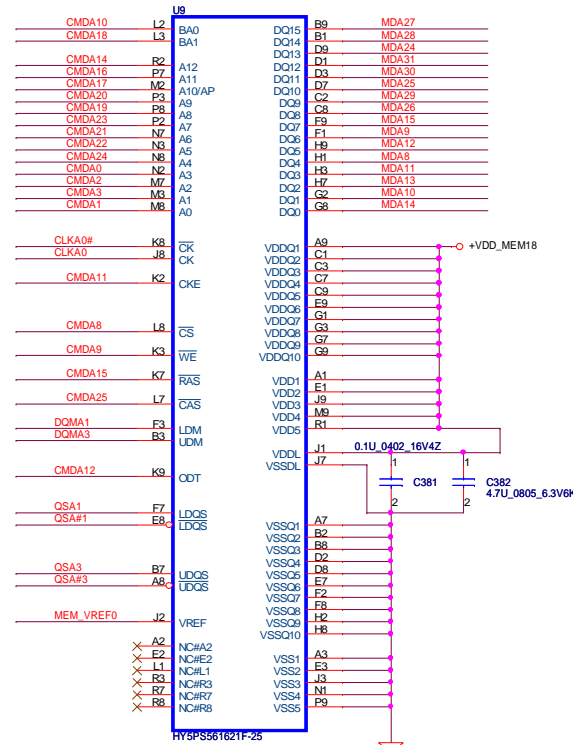 U9
CMDA10 L2 BA0 DQ15 B9 MDA27
CMDA18 L3 BA1 DQ14 B1 MDA28
DQ13 D9 MDA24
CMDA14 R2 A12 DQ12 D1 MDA31
CMDA16 P7 A11 DQ11 D3 MDA30
CMDA17 M2 A10/AP DQ10 D7 MDA25
CMDA20 P3 A9 DQ9 C2 MDA29
CMDA19 P8 A8 DQ8 C8 MDA26
CMDA23 P2 A7 DQ7 F9 MDA15
CMDA21 N7 A6 DQ6 F1 MDA9
CMDA22 N3 A5 DQ5 H9 MDA12
CMDA24 N8 A4 DQ4 H1 MDA8
CMDA0 N2 A3 DQ3 H3 MDA11
CMDA2 M7 A2 DQ2 H7 MDA13
CMDA3 M3 A1 DQ1 G2 MDA10
CMDA1 M8 A0 DQ0 G8 MDA14
CLKA0# K8 CK VDDQ1 A9 +VDD_MEM18
CLKA0 J8 CK VDDQ2 C1
VDDQ3 C3
CMDA11 K2 CKE VDDQ4 C7
VDDQ5 C9
VDDQ6 E9
VDDQ7 G1
CMDA8 L8 CS VDDQ8 G3
VDDQ9 G7
CMDA9 K3 WE VDDQ10 G9
CMDA15 K7 RAS VDD1 A1
VDD2 E1
CMDA25 L7 CAS VDD3 J9
VDD4 M9
DQMA1 F3 LDM VDD5 R1
DQMA3 B3 UDM
VDDL J1 0.1U_0402_16V4Z
VSSDL J7 1 1
CMDA12 K9 ODT C381 C382
4.7U_0805_6.3V6K
2 2
QSA1 F7 LDQS VSSQ1 A7
QSA#1 E8 LDQS VSSQ2 B2
VSSQ3 B8
VSSQ4 D2
QSA3 B7 UDQS VSSQ5 D8
QSA#3 A8 UDQS VSSQ6 E7
VSSQ7 F2
VSSQ8 F8
MEM_VREF0 J2 VREF VSSQ9 H2
VSSQ10 H8
A2 NC#A2
E2 NC#E2 VSS1 A3
L1 NC#L1 VSS2 E3
R3 NC#R3 VSS3 J3
R7 NC#R7 VSS4 N1
R8 NC#R8 VSS5 P9
HY5PS561621F-25